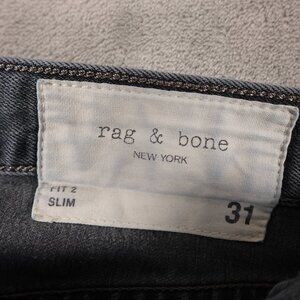 rag & bone
NEW YORK
FIT 2
SLIM
31